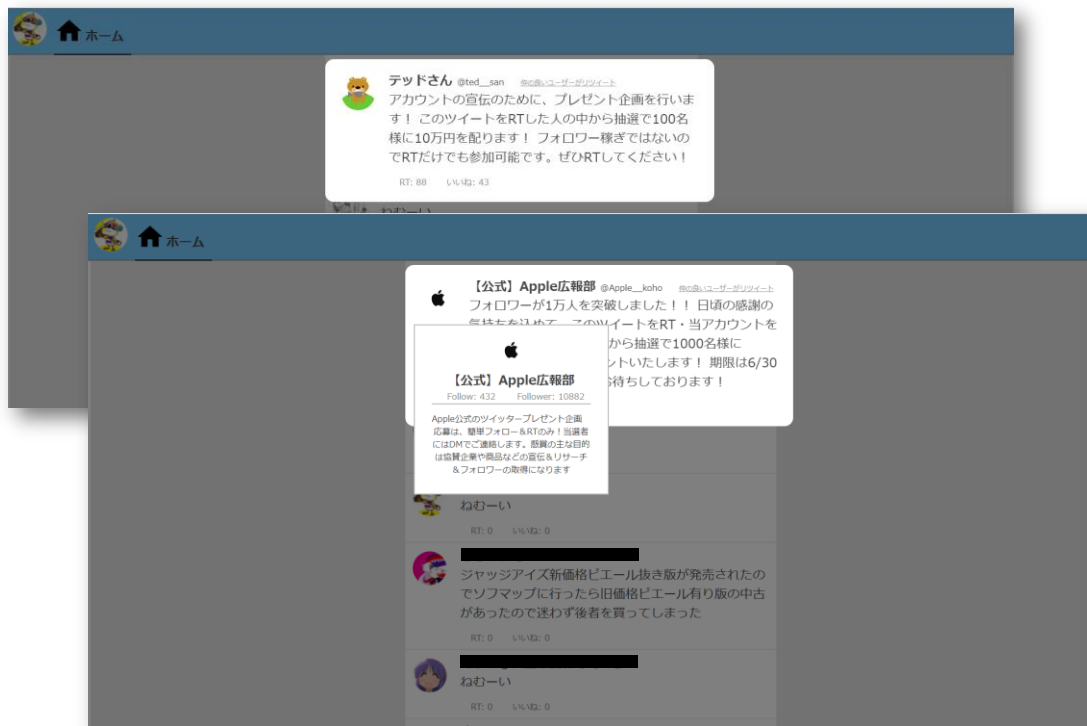 ホーム
テッドさん @ted__san 仲の良いユーザーがリツイート
アカウントの宣伝のために、プレゼント企画を行いま
す！ このツイートをRTした人の中から抽選で100名
様に10万円を配ります！ フォロワー稼ぎではないの
でRTだけでも参加可能です。ぜひRTしてください！
RT: 88 いいね: 43
ねむーい
ホーム
【公式】Apple広報部 @Apple__koho 仲の良いユーザーがリツイート
フォロワーが1万人を突破しました！！ 日頃の感謝の
気持ちを込めて、このツイートをRT・当アカウントを
から抽選で1000名様に
ントいたします！ 期限は6/30
お待ちしております！
【公式】Apple広報部
Follow: 432 Follower: 10882
Apple公式のツイッタープレゼント企画
応募は、簡単フォロー＆RTのみ！当選者
にはDMでご連絡します。懸賞の主な目的
は協賛企業や商品などの宣伝＆リサーチ
＆フォロワーの取得になります
ねむーい
RT: 0 いいね: 0
ジャッジアイズ新価格ピエール抜き版が発売されたの
でソフマップに行ったら旧価格ピエール有り版の中古
があったので迷わず後者を買ってしまった
RT: 0 いいね: 0
ねむーい
RT: 0 いいね: 0